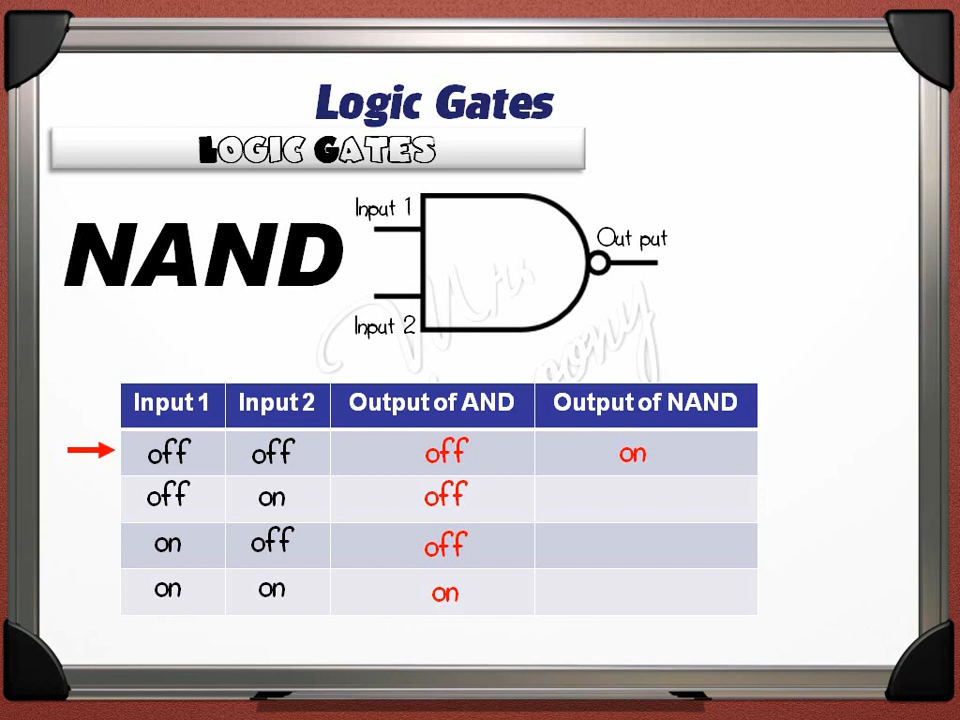 Logic Gates
Logic Gates
NAND
Input 1
Out put
Input 2
Input 1 Input 2 Output of AND Output of NAND
off off off on
off on off
on off off
on on on